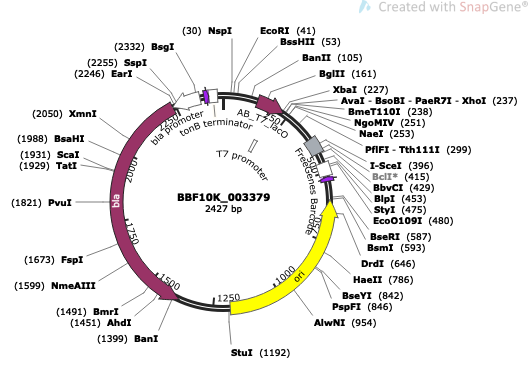 Created with SnapGene®
(30) NspI
EcoRI (41)
(2332) BsgI
BssHII (53)
(2255) SspI
BanII (105)
(2246) EarI
BglII (161)
XbaI (227)
AvaI - BsoBI - PaeR7I - XhoI (237)
(2050) XmnI
BmeT110I (238)
NgoMIV (251)
NaeI (253)
(1988) BsaHI
PflFI - Tth111I (299)
(1931) ScaI
I-SceI (396)
(1929) TatI
BclI* (415)
BbvCI (429)
(1821) PvuI
BlpI (453)
StyI (475)
EcoO109I (480)
BseRI (587)
BsmI (593)
(1673) FspI
DrdI (646)
(1599) NmeAIII
HaeII (786)
BseYI (842)
(1491) BmrI
PspFI (846)
(1451) AhdI
AlwNI (954)
(1399) BanI
StuI (1192)
bla promoter
tonB terminator
AB_T7_lacO
T7 promoter
FreeGenes Barcode
bla
ori
BBF10K_003379
2427 bp
250
500
750
1000
1250
1500
1750
2000
2250